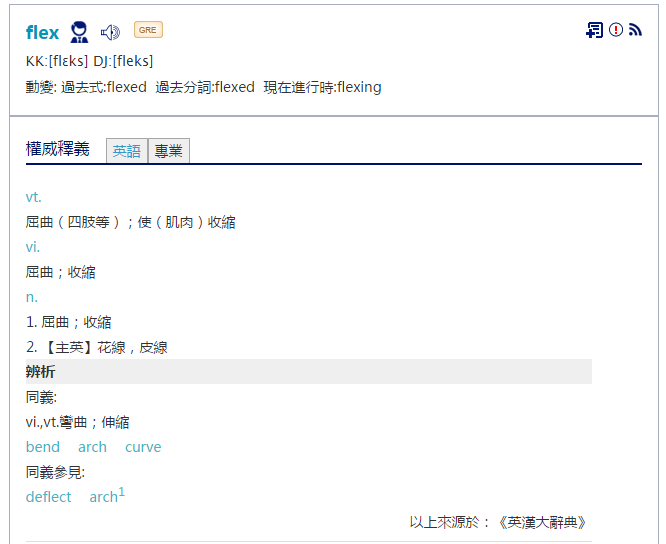 flex GRE
KK:[flɛks] DJ:[fleks]
動變: 過去式:flexed 過去分詞:flexed 現在進行時:flexing
權威釋義 英語 專業
vt.
屈曲（四肢等）；使（肌肉）收縮
vi.
屈曲；收縮
n.
1. 屈曲；收縮
2. 【主英】花線，皮線
辨析
同義:
vi.,vt.彎曲；伸縮
bend arch curve
同義參見:
deflect arch1
以上來源於：《英漢大辭典》